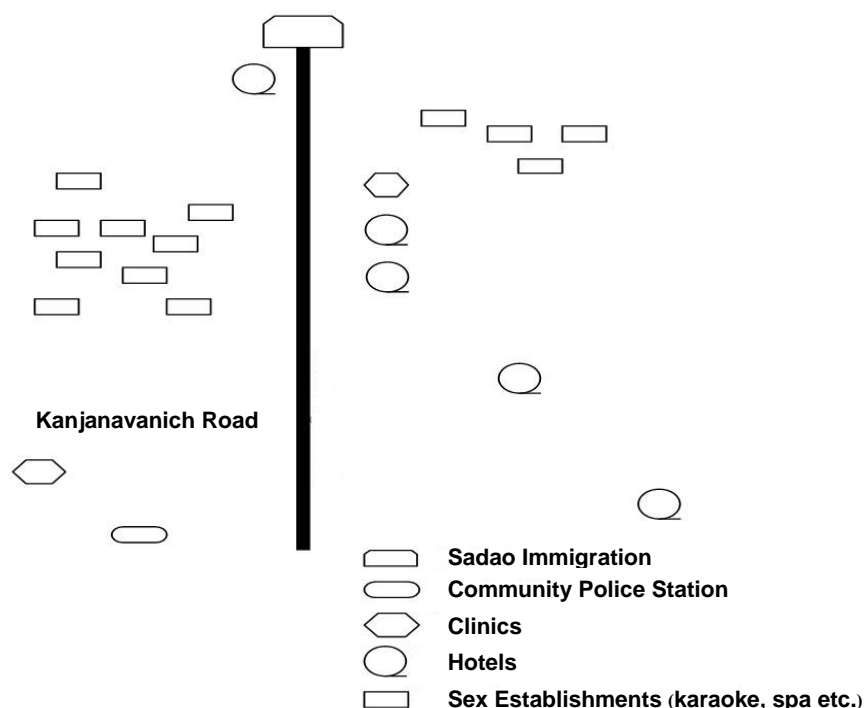 Kanjanavanich Road
Sadao Immigration
Community Police Station
Clinics
Hotels
Sex Establishments (karaoke, spa etc.)